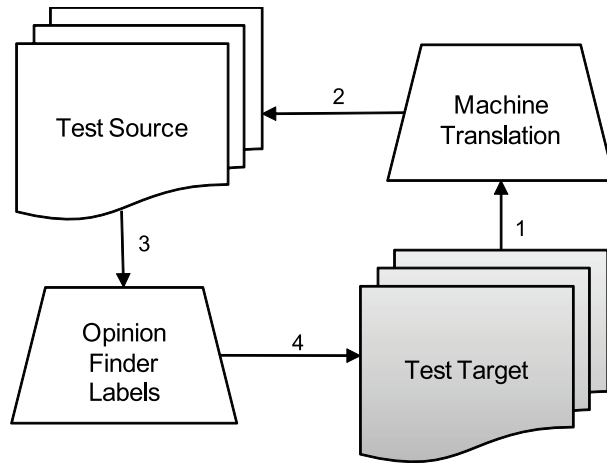 Test Source
2
Machine
Translation
3
1
Opinion
Finder
Labels
4
Test Target